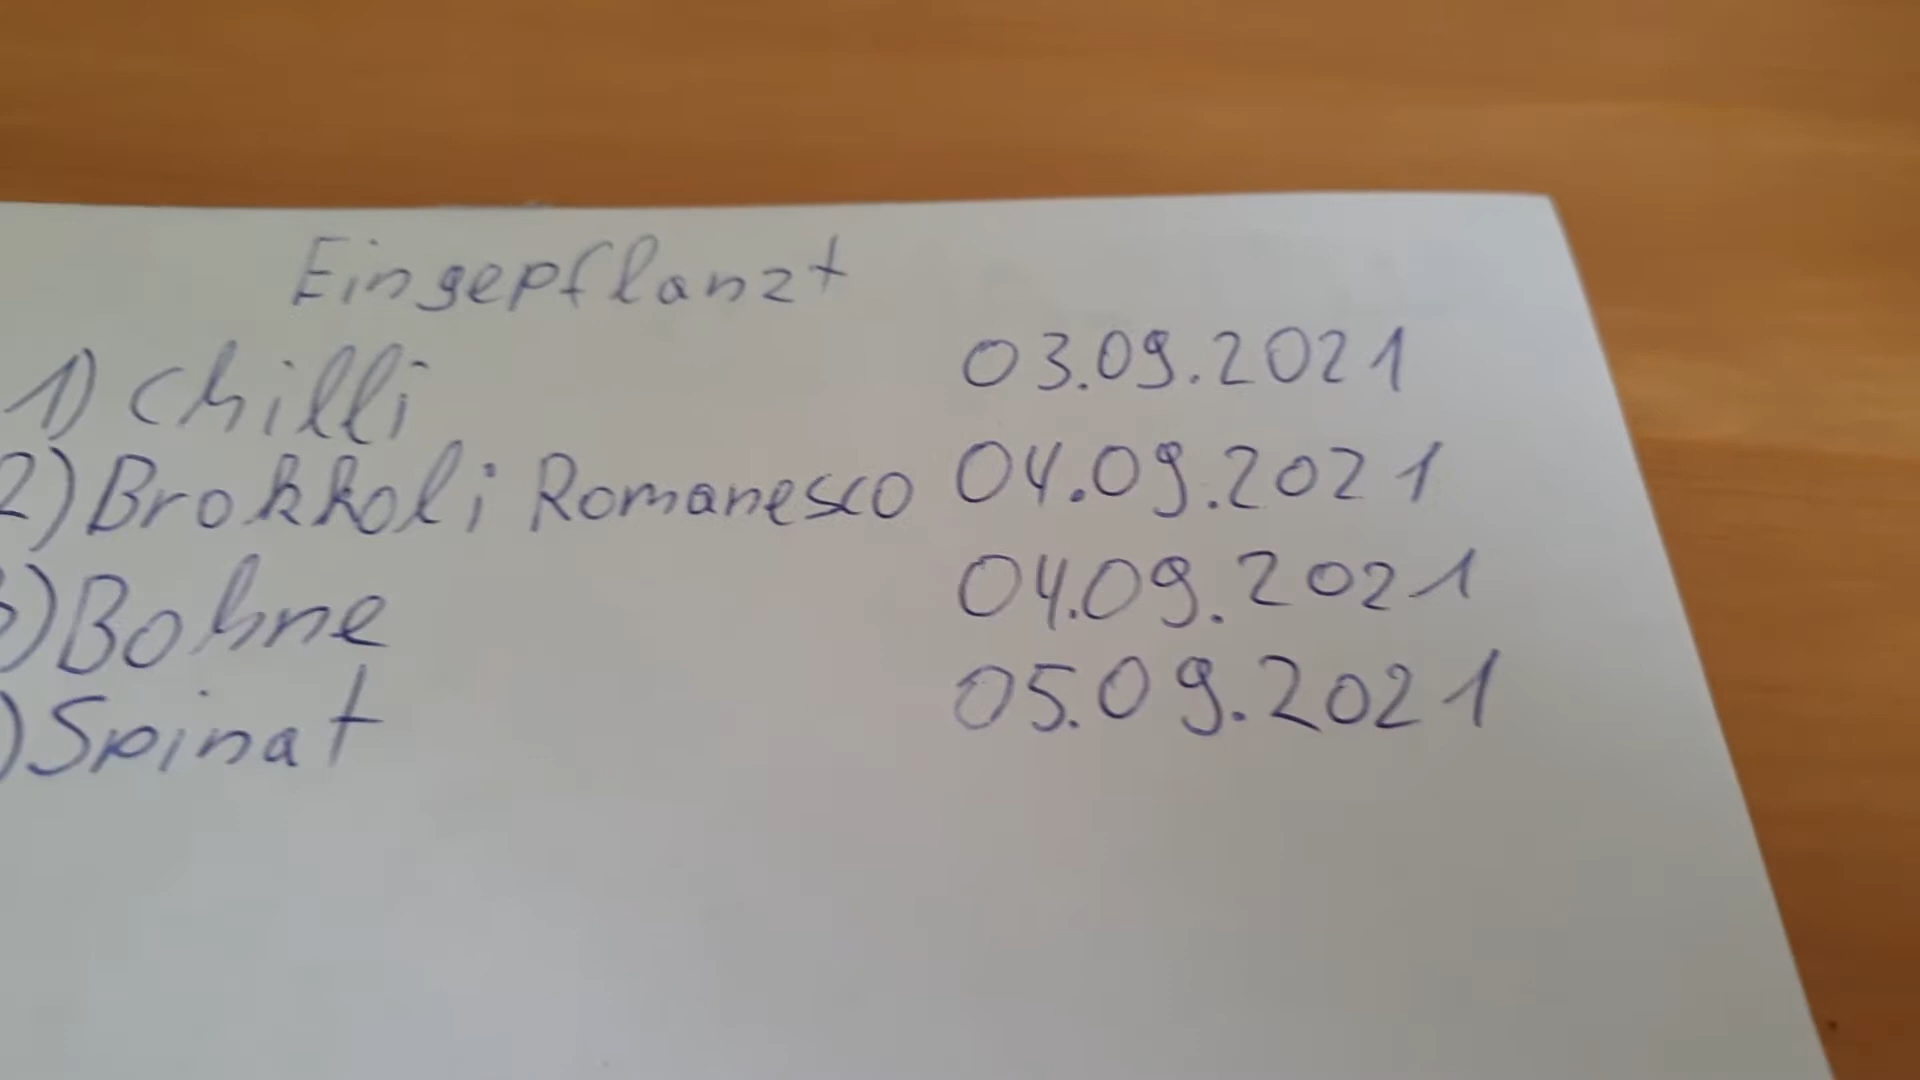 Eingepflanzt
1) Chilli 03.09.2021
2) Brokkoli Romanesco 04.09.2021
3) Bohne 04.09.2021
) Spinat 05.09.2021